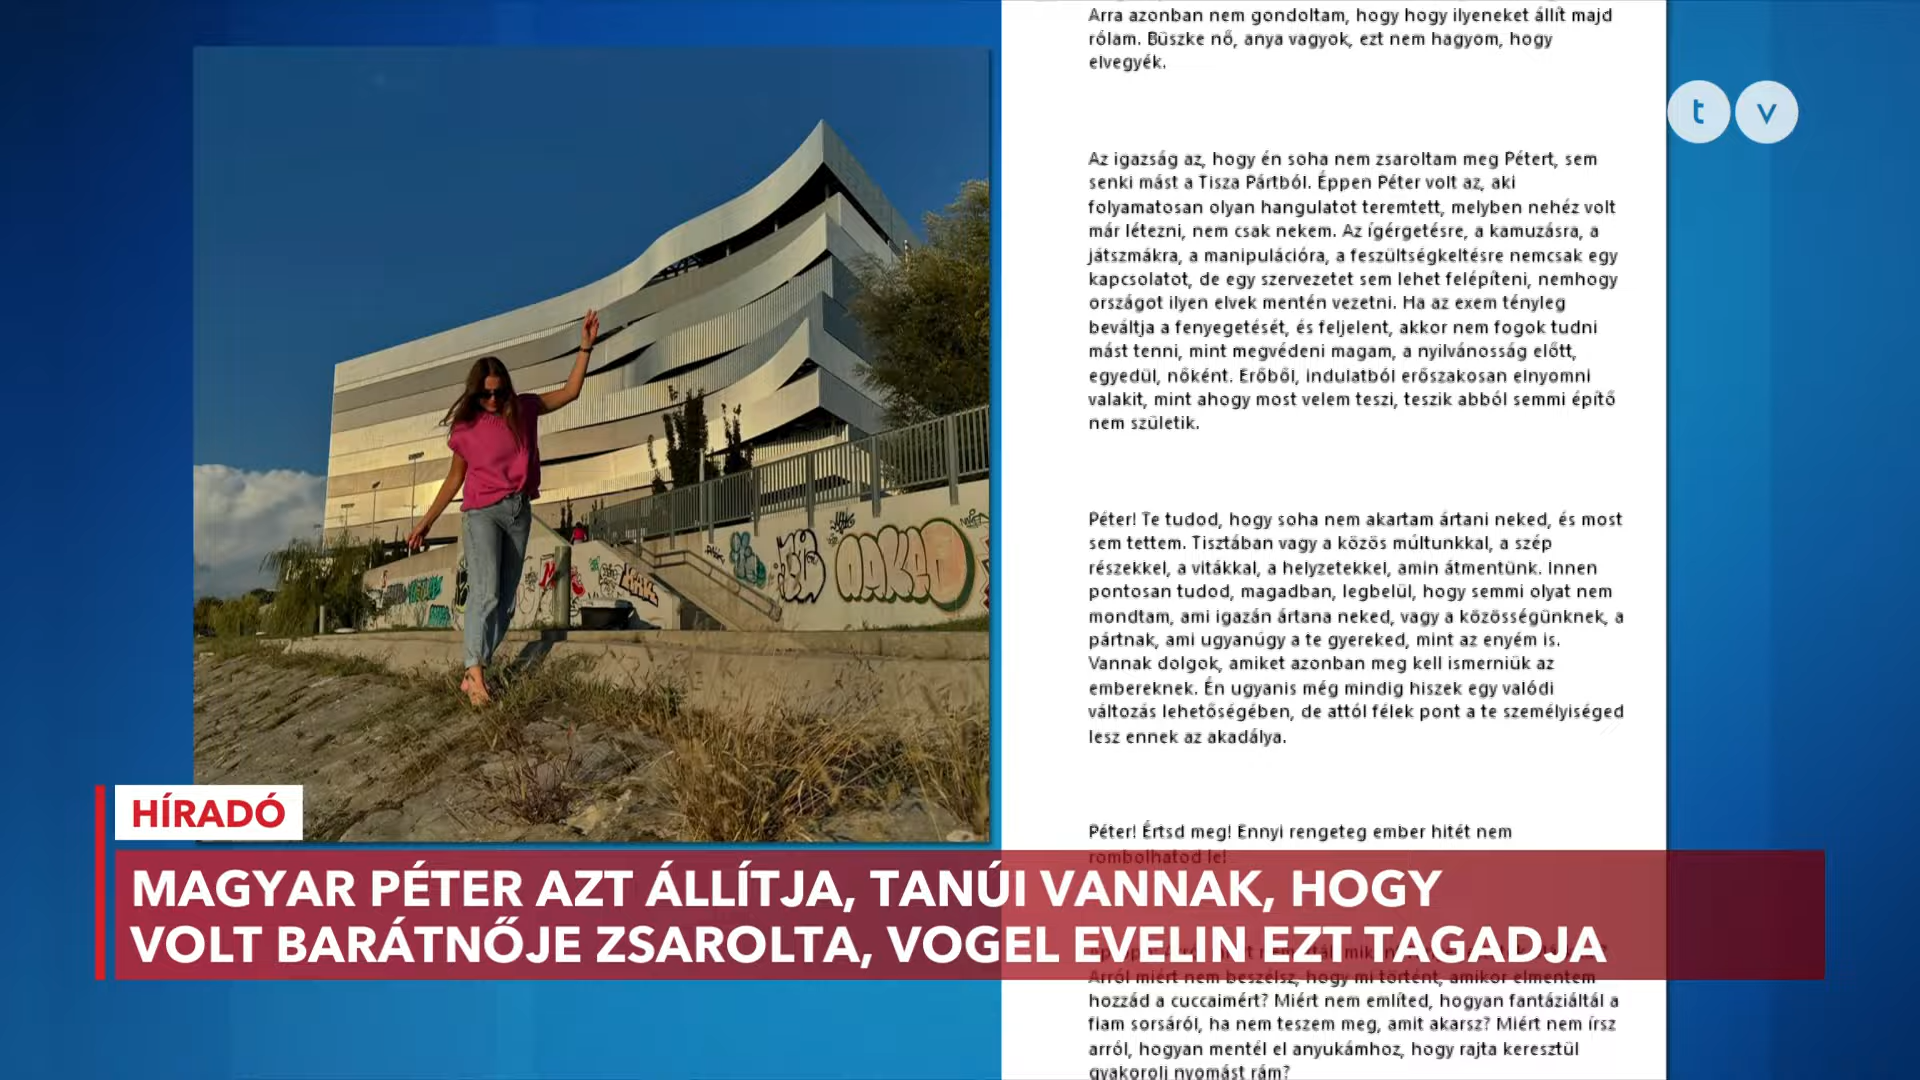 Arra azonban nem gondoltam, hogy hogy ilyeneket állít majd
rólam. Büszke nő, anya vagyok, ezt nem hagyom, hogy
elvegyék.
t v
Az igazság az, hogy én soha nem zsaroltam meg Pétert, sem
senki mást a Tisza Pártból. Éppen Péter volt az, aki
folyamatosan olyan hangulatot teremtett, melyben nehéz volt
már létezni, nem csak nekem. Az ígérgetésre, a kamuzásra, a
játszmákra, a manipulációra, a feszültségkeltésre nemcsak egy
kapcsolatot, de egy szervezetet sem lehet felépíteni, nemhogy
országot ilyen elvek mentén vezetni. Ha az exem tényleg
beváltja a fenyegetését, és feljelent, akkor nem fogok tudni
mást tenni, mint megvédeni magam, a nyilvánosság előtt,
egyedül, nőként. Erőből, indulatból erőszakosan elnyomni
valakit, mint ahogy most velem teszi, teszik abból semmi építő
nem születik.
Péter! Te tudod, hogy soha nem akartam ártani neked, és most
sem tettem. Tisztában vagy a közös múltunkkal, a szép
részekkel, a vitákkal, a helyzetekkel, amin átmentünk. Innen
pontosan tudod, magadban, legbelül, hogy semmi olyat nem
mondtam, ami igazán ártana neked, vagy a közösségünknek, a
pártnak, ami ugyanúgy a te gyereked, mint az enyém is.
Vannak dolgok, amiket azonban meg kell ismerniük az
embereknek. Én ugyanis még mindig hiszek egy valódi
változás lehetőségében, de attól félek pont a te személyiséged
lesz ennek az akadálya.
Péter! Értsd meg! Ennyi rengeteg ember hitét nem
rombolhatod le!
HÍRADÓ
MAGYAR PÉTER AZT ÁLLÍTJA, TANÚI VANNAK, HOGY
VOLT BARÁTNŐJE ZSAROLTA, VOGEL EVELIN EZT TAGADJA
Arról miért nem beszélsz, hogy mi történt, amikor elmentem
hozzád a cuccaimért? Miért nem említed, hogyan fantáziáltál a
fiam sorsáról, ha nem teszem meg, amit akarsz? Miért nem írsz
arról, hogyan mentél el anyukámhoz, hogy rajta keresztül
gyakorolj nyomást rám?